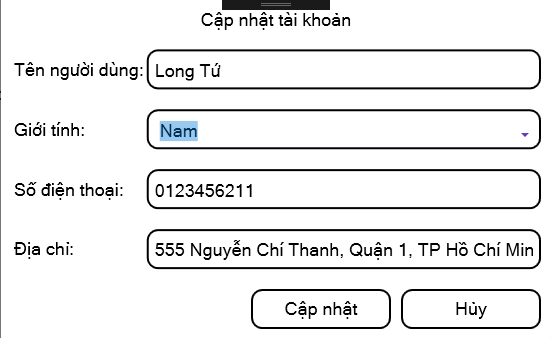 Cập nhật tài khoản
Tên người dùng: Long Tứ
Giới tính: Nam
Số điện thoại: 0123456211
Địa chỉ: 555 Nguyễn Chí Thanh, Quận 1, TP Hồ Chí Min
Cập nhật Hủy